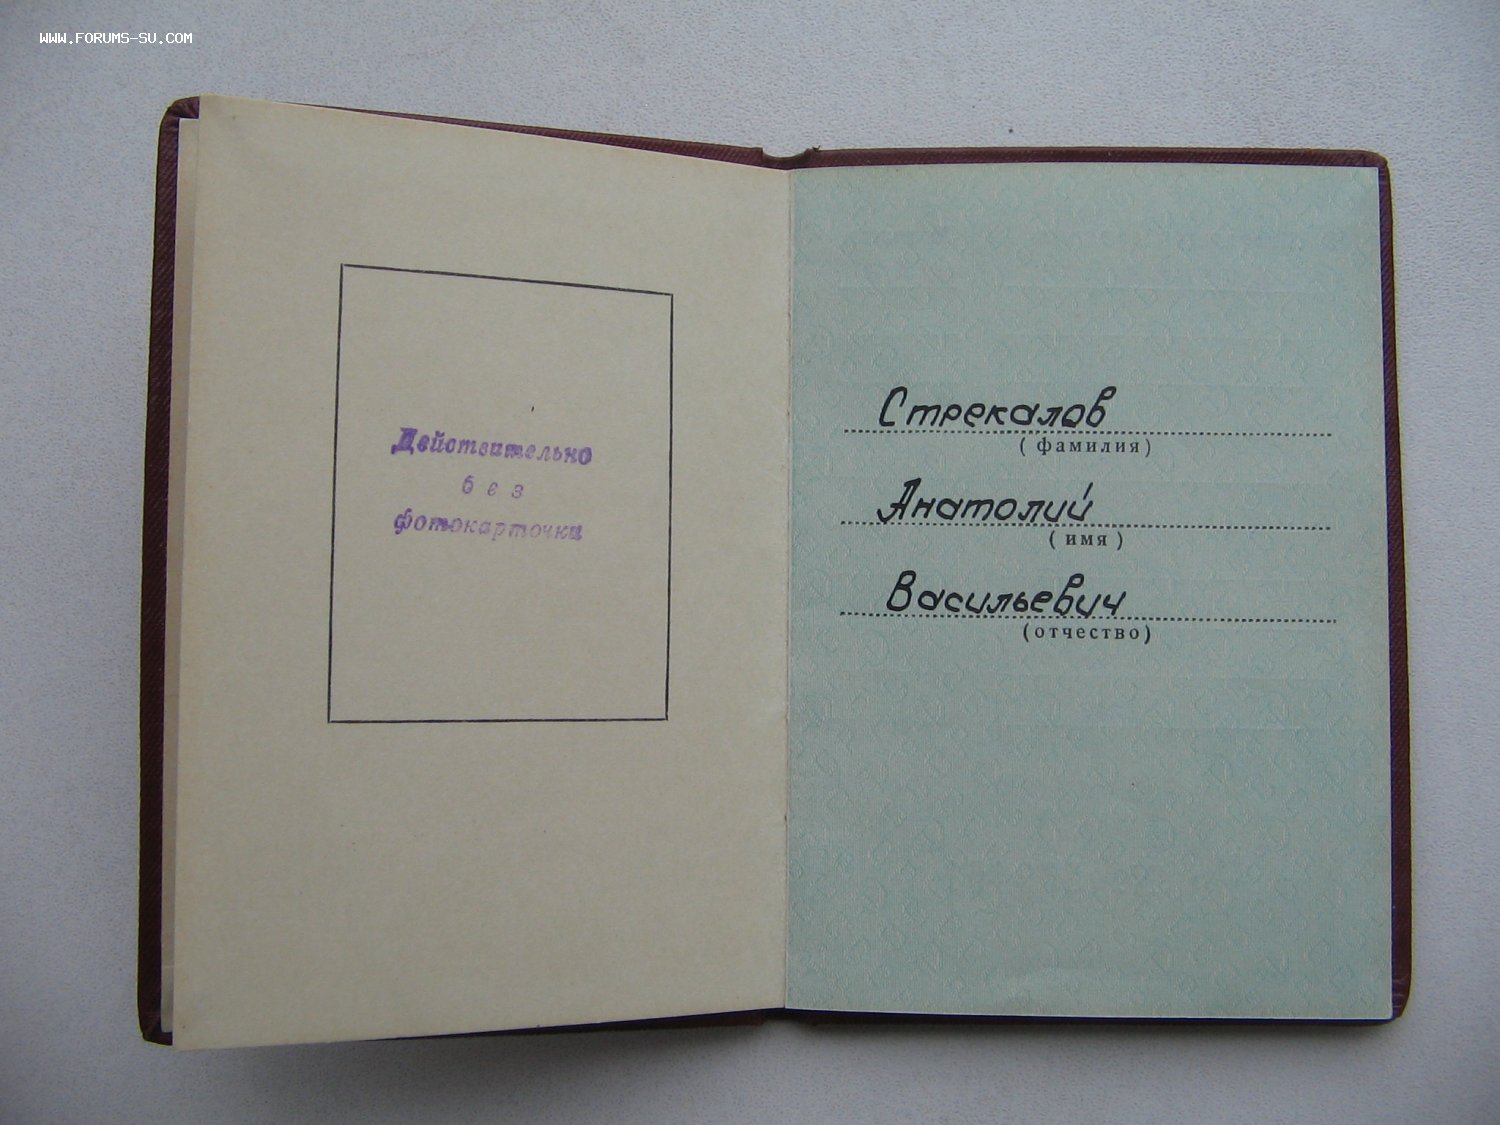 WWW.FORUMS-SU.COM
Действительно
без
фотокарточки
Стрекалов
(фамилия)
Анатолий
(имя)
Васильевич
(отчество)